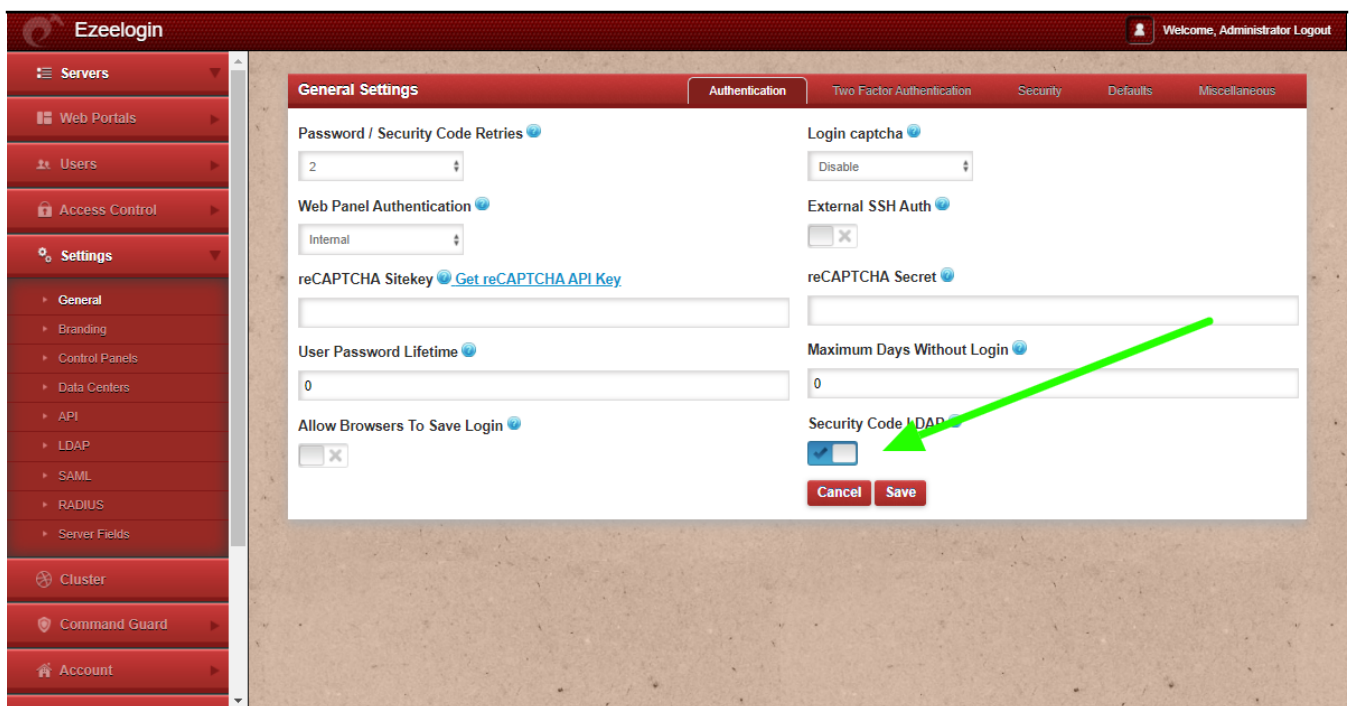 Ezeelogin
Welcome, Administrator Logout
Servers
Web Portals
Users
Access Control
Settings
General
Branding
Control Panels
Data Centers
API
LDAP
SAML
RADIUS
Server Fields
Cluster
Command Guard
Account
General Settings
Authentication
Two Factor Authentication
Security
Defaults
Miscellaneous
Password / Security Code Retries
2
Login captcha
Disable
Web Panel Authentication
Internal
External SSH Auth
reCAPTCHA Sitekey Get reCAPTCHA API Key
reCAPTCHA Secret
User Password Lifetime
0
Maximum Days Without Login
0
Allow Browsers To Save Login
Security Code LDAP
Cancel
Save